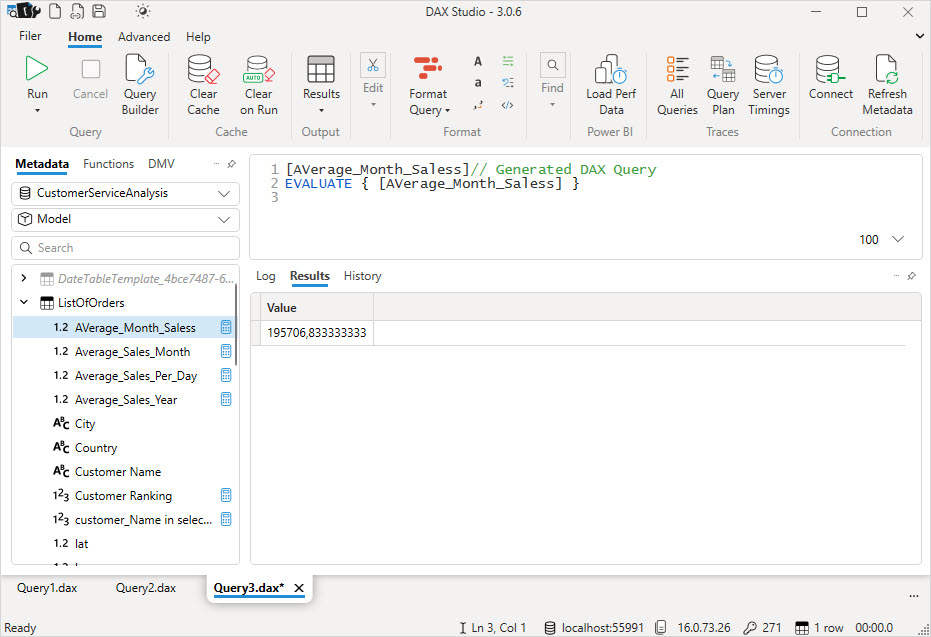 DAX Studio - 3.0.6
Filer Home Advanced Help
Run Cancel Query Builder Clear Cache Clear on Run Results Edit Format Query Find Load Perf Data All Queries Query Plan Server Timings Connect Refresh Metadata
AUTO
Query Cache Output Format Power BI Traces Connection
Metadata Functions DMV
CustomerServiceAnalysis
Model
Search
DateTableTemplate_4bce7487-6...
ListOfOrders
1.2 AVerage_Month_Saless
1.2 Average_Sales_Month
1.2 Average_Sales_Per_Day
1.2 Average_Sales_Year
ABC City
ABC Country
ABC Customer Name
123 Customer Ranking
123 customer_Name in selec...
1.2 lat
1 [AVerage_Month_Saless]// Generated DAX Query
2 EVALUATE { [AVerage_Month_Saless] }
3
100
Log Results History
Value
195706,833333333
Query1.dax Query2.dax Query3.dax*
Ready Ln 3, Col 1 localhost:55991 16.0.73.26 271 1 row 00:00.0